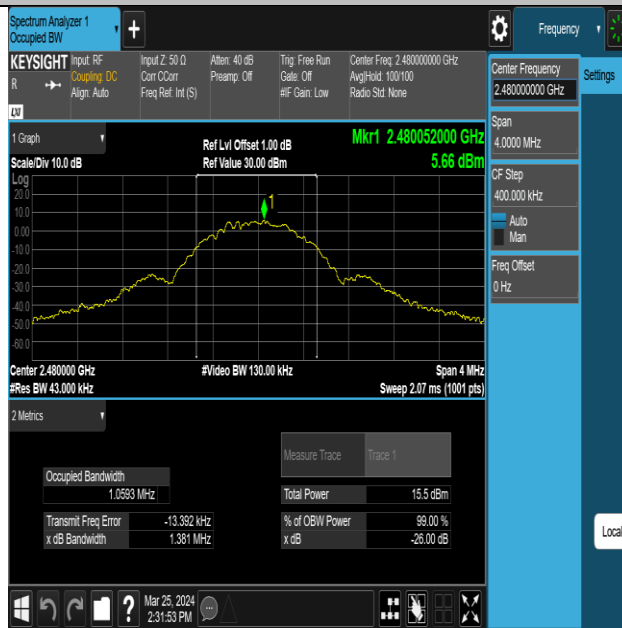 Spectrum Analyzer 1
Occupied BW
+
Frequency
KEYSIGHT
R
LXI
Input: RF
Coupling: DC
Align: Auto
Input Z: 50 Ω
Corr CCorr
Freq Ref: Int (S)
Atten: 40 dB
Preamp: Off
Trig: Free Run
Gate: Off
#IF Gain: Low
Center Freq: 2.480000000 GHz
Avg|Hold: 100/100
Radio Std: None
Center Frequency
2.480000000 GHz
Settings
Span
4.0000 MHz
CF Step
400.000 kHz
Auto
Man
Freq Offset
0 Hz
1 Graph
Scale/Div 10.0 dB
Ref Lvl Offset 1.00 dB
Ref Value 30.00 dBm
Mkr1 2.480052000 GHz
5.66 dBm
Log
20.0
10.0
0.00
-10.0
-20.0
-30.0
-40.0
-50.0
-60.0
1
Center 2.480000 GHz
#Video BW 130.00 kHz
Span 4 MHz
#Res BW 43.000 kHz
Sweep 2.07 ms (1001 pts)
2 Metrics
Measure Trace
Trace 1
Occupied Bandwidth
1.0593 MHz
Total Power
15.5 dBm
Transmit Freq Error
-13.392 kHz
% of OBW Power
99.00 %
x dB Bandwidth
1.381 MHz
x dB
-26.00 dB
Local
?
Mar 25, 2024
2:31:53 PM